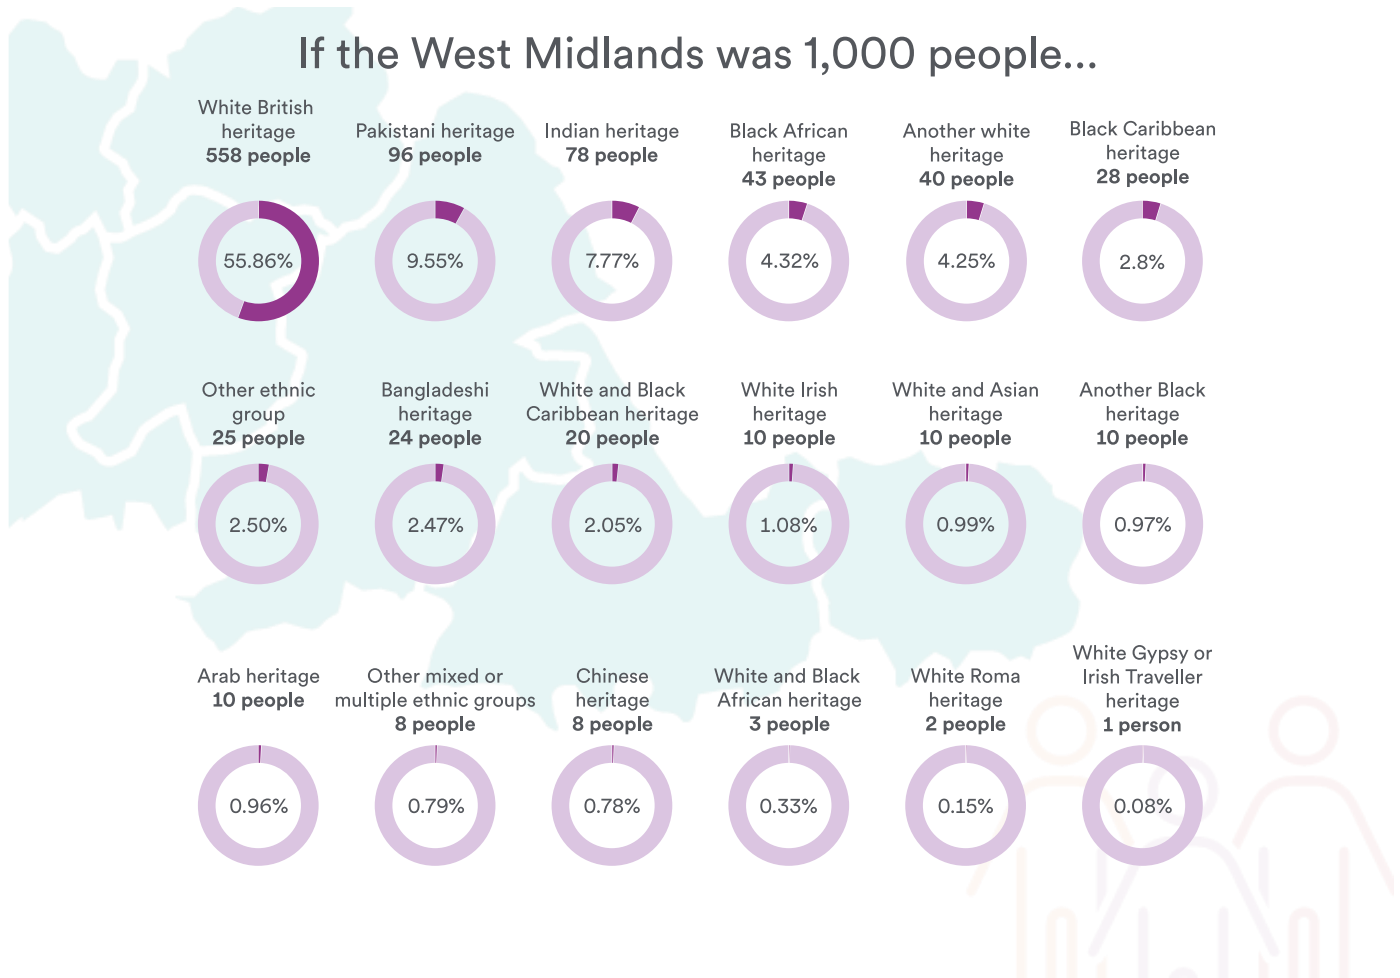 If the West Midlands was 1,000 people...
White British
heritage
558 people
Pakistani heritage
96 people
Indian heritage
78 people
Black African
heritage
43 people
Another white
heritage
40 people
Black Caribbean
heritage
28 people
55.86%
9.55%
7.77%
4.32%
4.25%
2.8%
Other ethnic
group
25 people
Bangladeshi
heritage
24 people
White and Black
Caribbean heritage
20 people
White Irish
heritage
10 people
White and Asian
heritage
10 people
Another Black
heritage
10 people
2.50%
2.47%
2.05%
1.08%
0.99%
0.97%
Arab heritage
10 people
Other mixed or
multiple ethnic groups
8 people
Chinese
heritage
8 people
White and Black
African heritage
3 people
White Roma
heritage
2 people
White Gypsy or
Irish Traveller
heritage
1 person
0.96%
0.79%
0.78%
0.33%
0.15%
0.08%